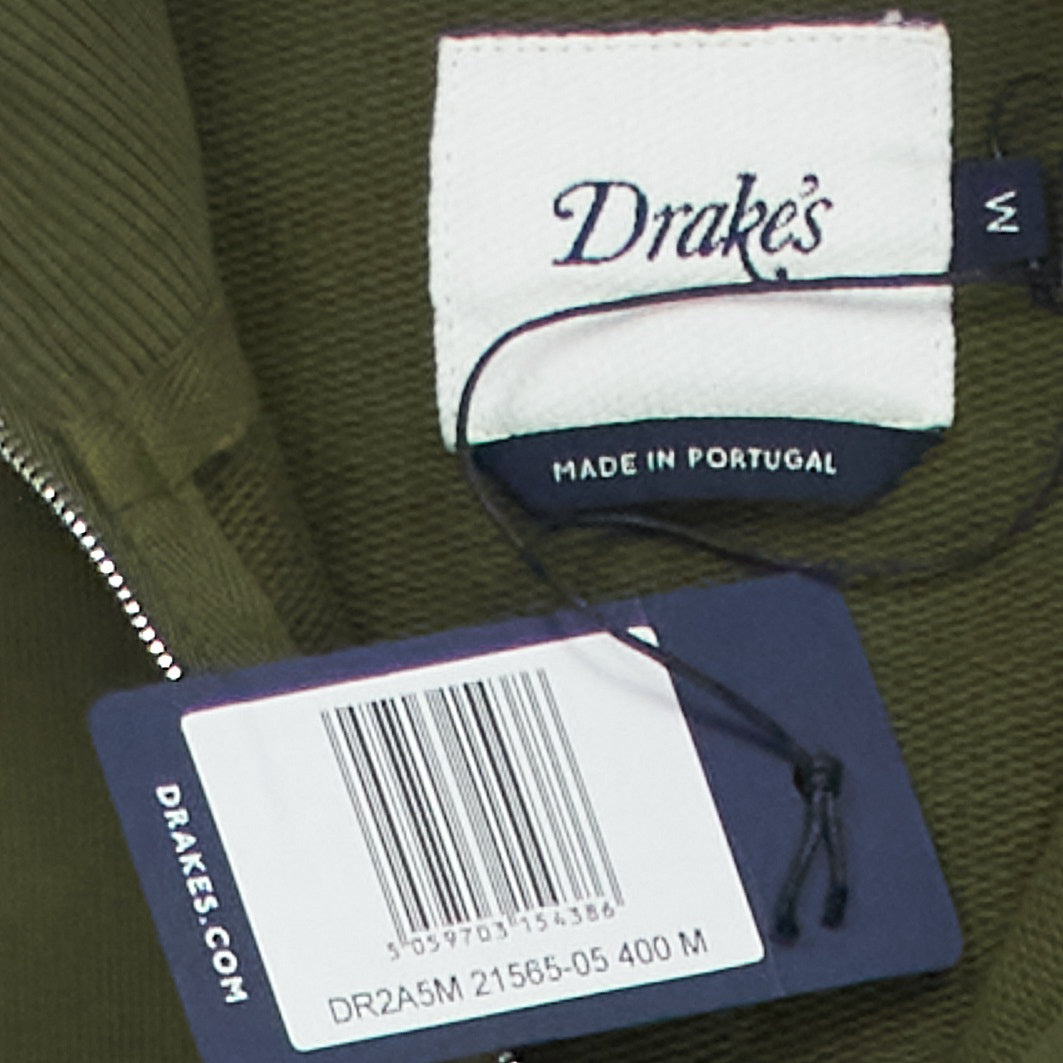 Drake's
M
MADE IN PORTUGAL
DRAKES.COM
5 059703 154386
DR2A5M 21565-05 400 M